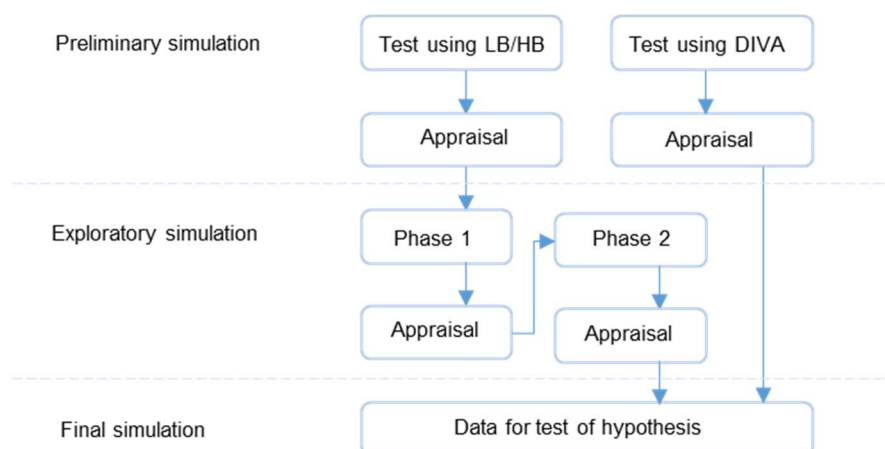 Preliminary simulation
Test using LB/HB
Test using DIVA
Appraisal
Appraisal
Exploratory simulation
Phase 1
Phase 2
Appraisal
Appraisal
Final simulation
Data for test of hypothesis